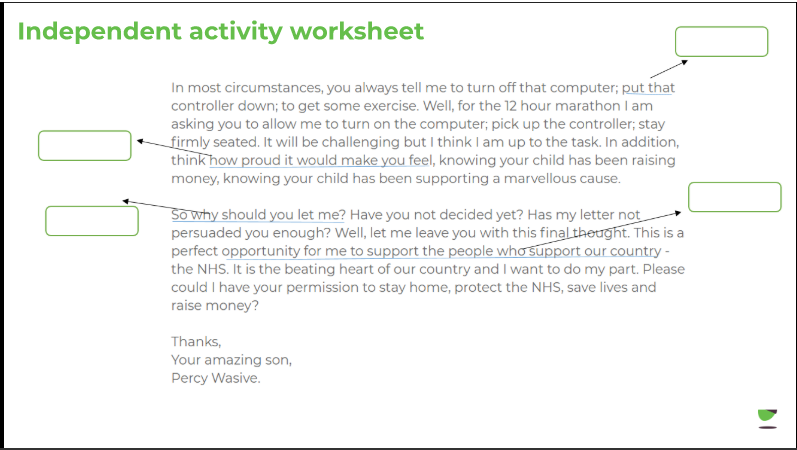 Independent activity worksheet
In most circumstances, you always tell me to turn off that computer; put that
controller down; to get some exercise. Well, for the 12 hour marathon I am
asking you to allow me to turn on the computer; pick up the controller; stay
firmly seated. It will be challenging but I think I am up to the task. In addition,
think how proud it would make you feel, knowing your child has been raising
money, knowing your child has been supporting a marvellous cause.
So why should you let me? Have you not decided yet? Has my letter not
persuaded you enough? Well, let me leave you with this final thought. This is a
perfect opportunity for me to support the people who support our country -
the NHS. It is the beating heart of our country and I want to do my part. Please
could I have your permission to stay home, protect the NHS, save lives and
raise money?
Thanks,
Your amazing son,
Percy Wasive.